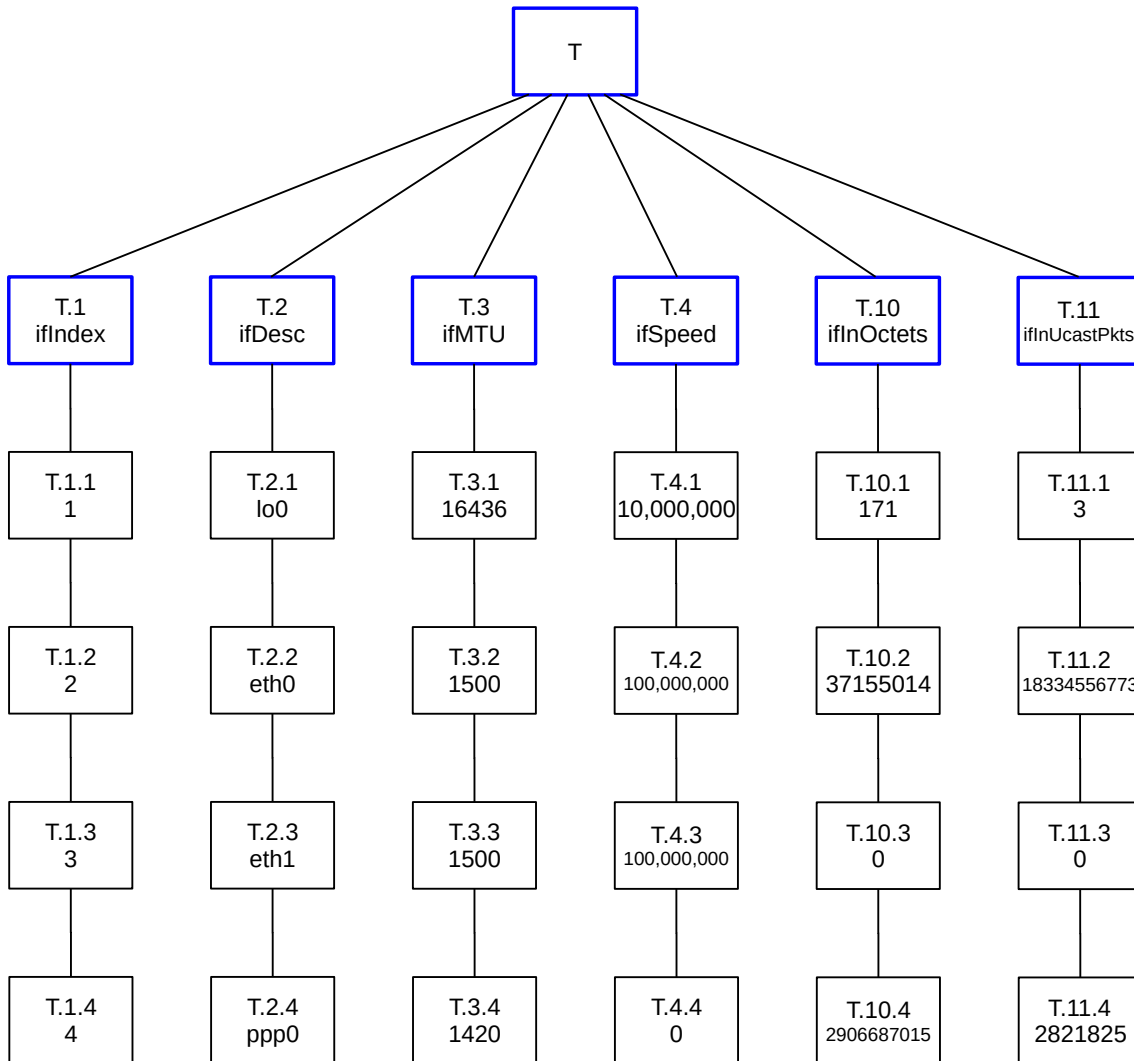 T
T.1
ifIndex
T.2
ifDesc
T.3
ifMTU
T.4
ifSpeed
T.10
ifInOctets
T.11
ifInUcastPkts
T.1.1
1
T.2.1
lo0
T.3.1
16436
T.4.1
10,000,000
T.10.1
171
T.11.1
3
T.1.2
2
T.2.2
eth0
T.3.2
1500
T.4.2
100,000,000
T.10.2
37155014
T.11.2
18334556773
T.1.3
3
T.2.3
eth1
T.3.3
1500
T.4.3
100,000,000
T.10.3
0
T.11.3
0
T.1.4
4
T.2.4
ppp0
T.3.4
1420
T.4.4
0
T.10.4
2906687015
T.11.4
2821825